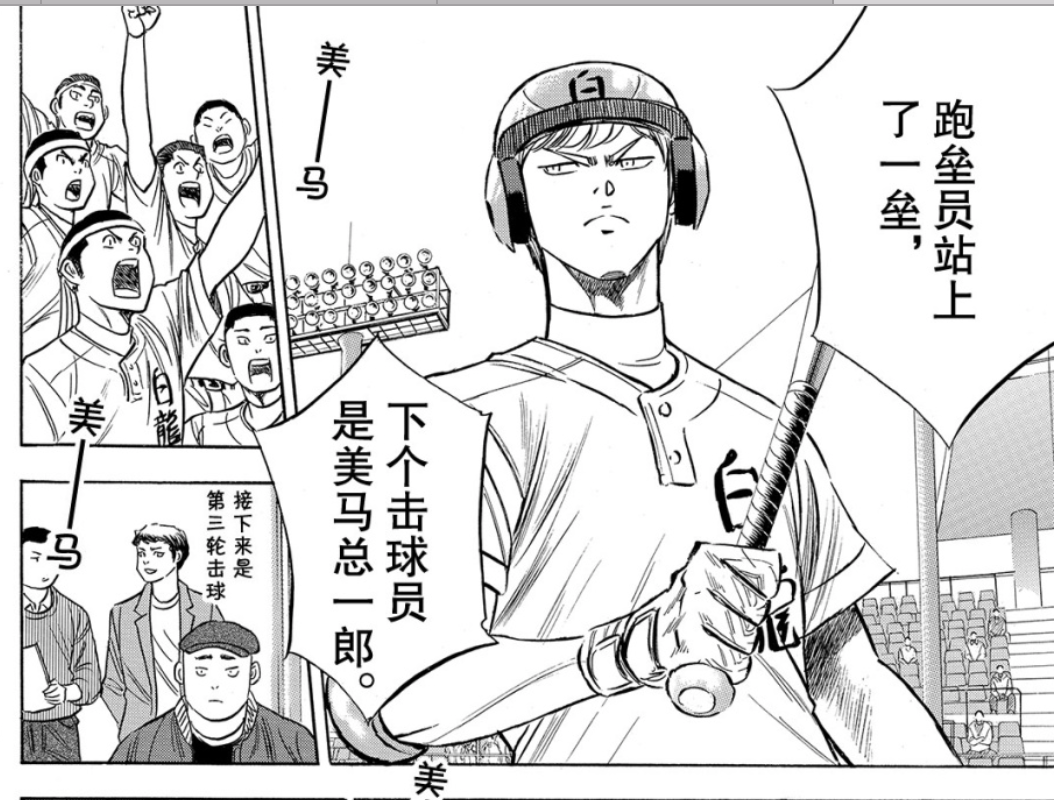 跑垒员站上
了一垒，
美—马
下个击球员
是美马总一郎。
白
白龍
白龍
美—马
接下来是
第三轮击球
美